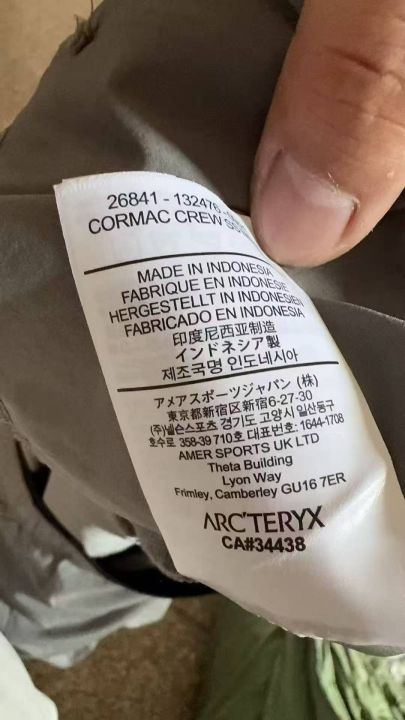 26841 - 132476
CORMAC CREW
MADE IN INDONESIA
FABRIQUE EN INDONESIE
HERGESTELLT IN INDONESIEN
FABRICADO EN INDONESIA
印度尼西亚制造
インドネシア製
제조국명 인도네시아
アメアスポーツジャパン (株)
東京都新宿区新宿6-27-30
(주)넬슨스포츠 경기도 고양시 일산동구
호수로 358-39 710호 대표번호: 1644-1708
AMER SPORTS UK LTD
Theta Building
Lyon Way
Frimley, Camberley GU16 7ER
ARC'TERYX
CA#34438